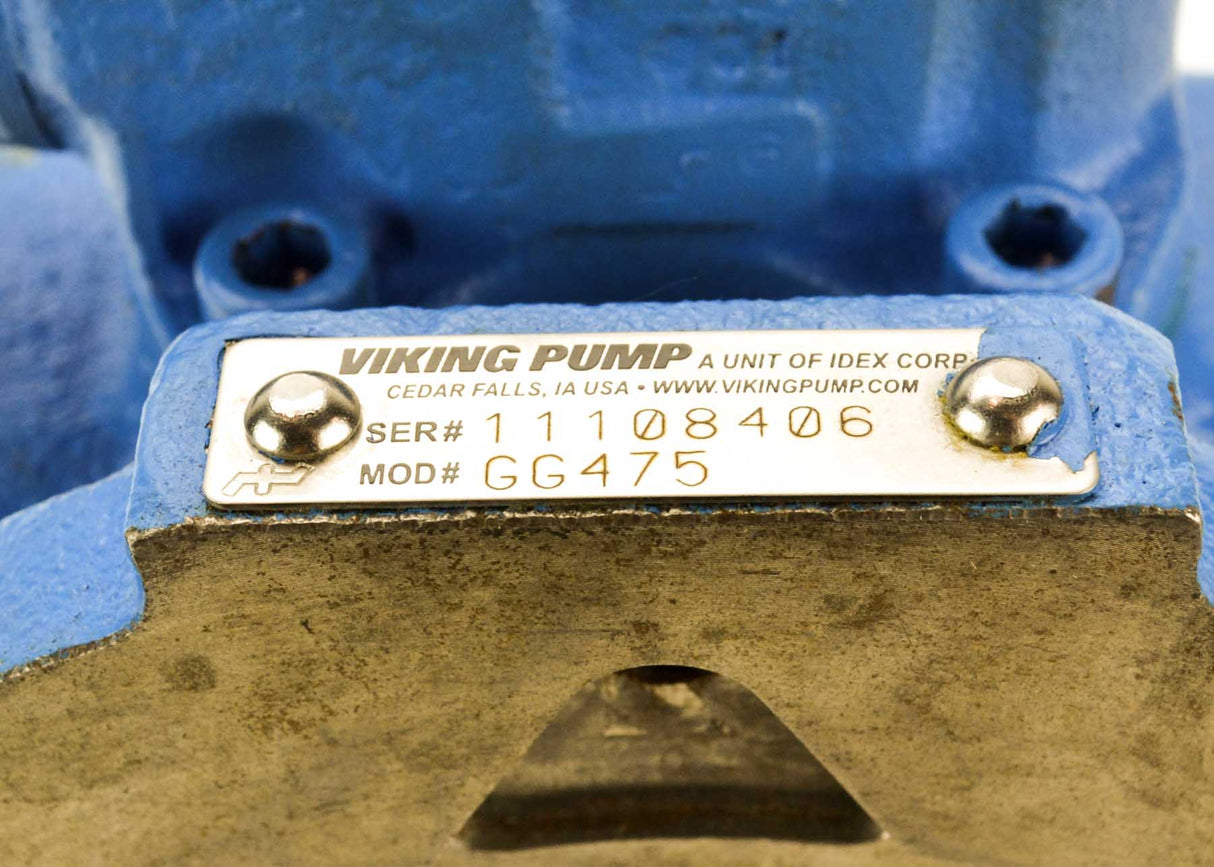 VIKING PUMP A UNIT OF IDEX CORP.
CEDAR FALLS, IA USA • WWW.VIKINGPUMP.COM
SER# 11108406
MOD# GG475